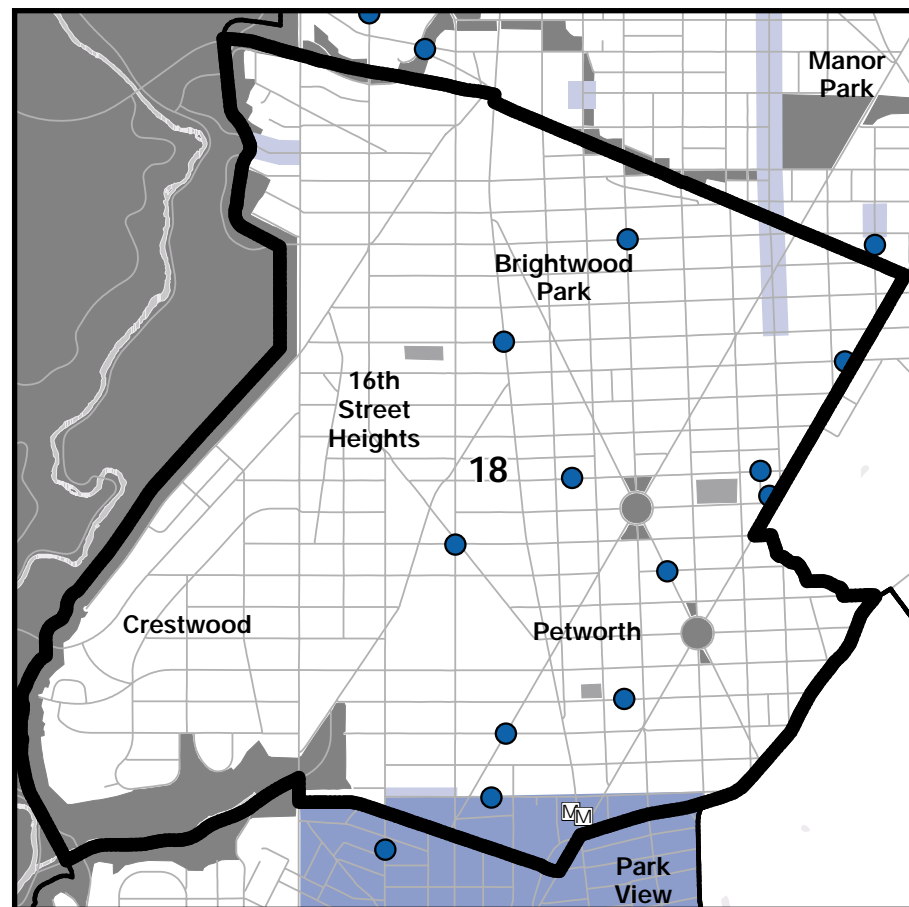 Manor
Park
Brightwood
Park
16th
Street
Heights
18
Crestwood
Petworth
M
M
Park
View